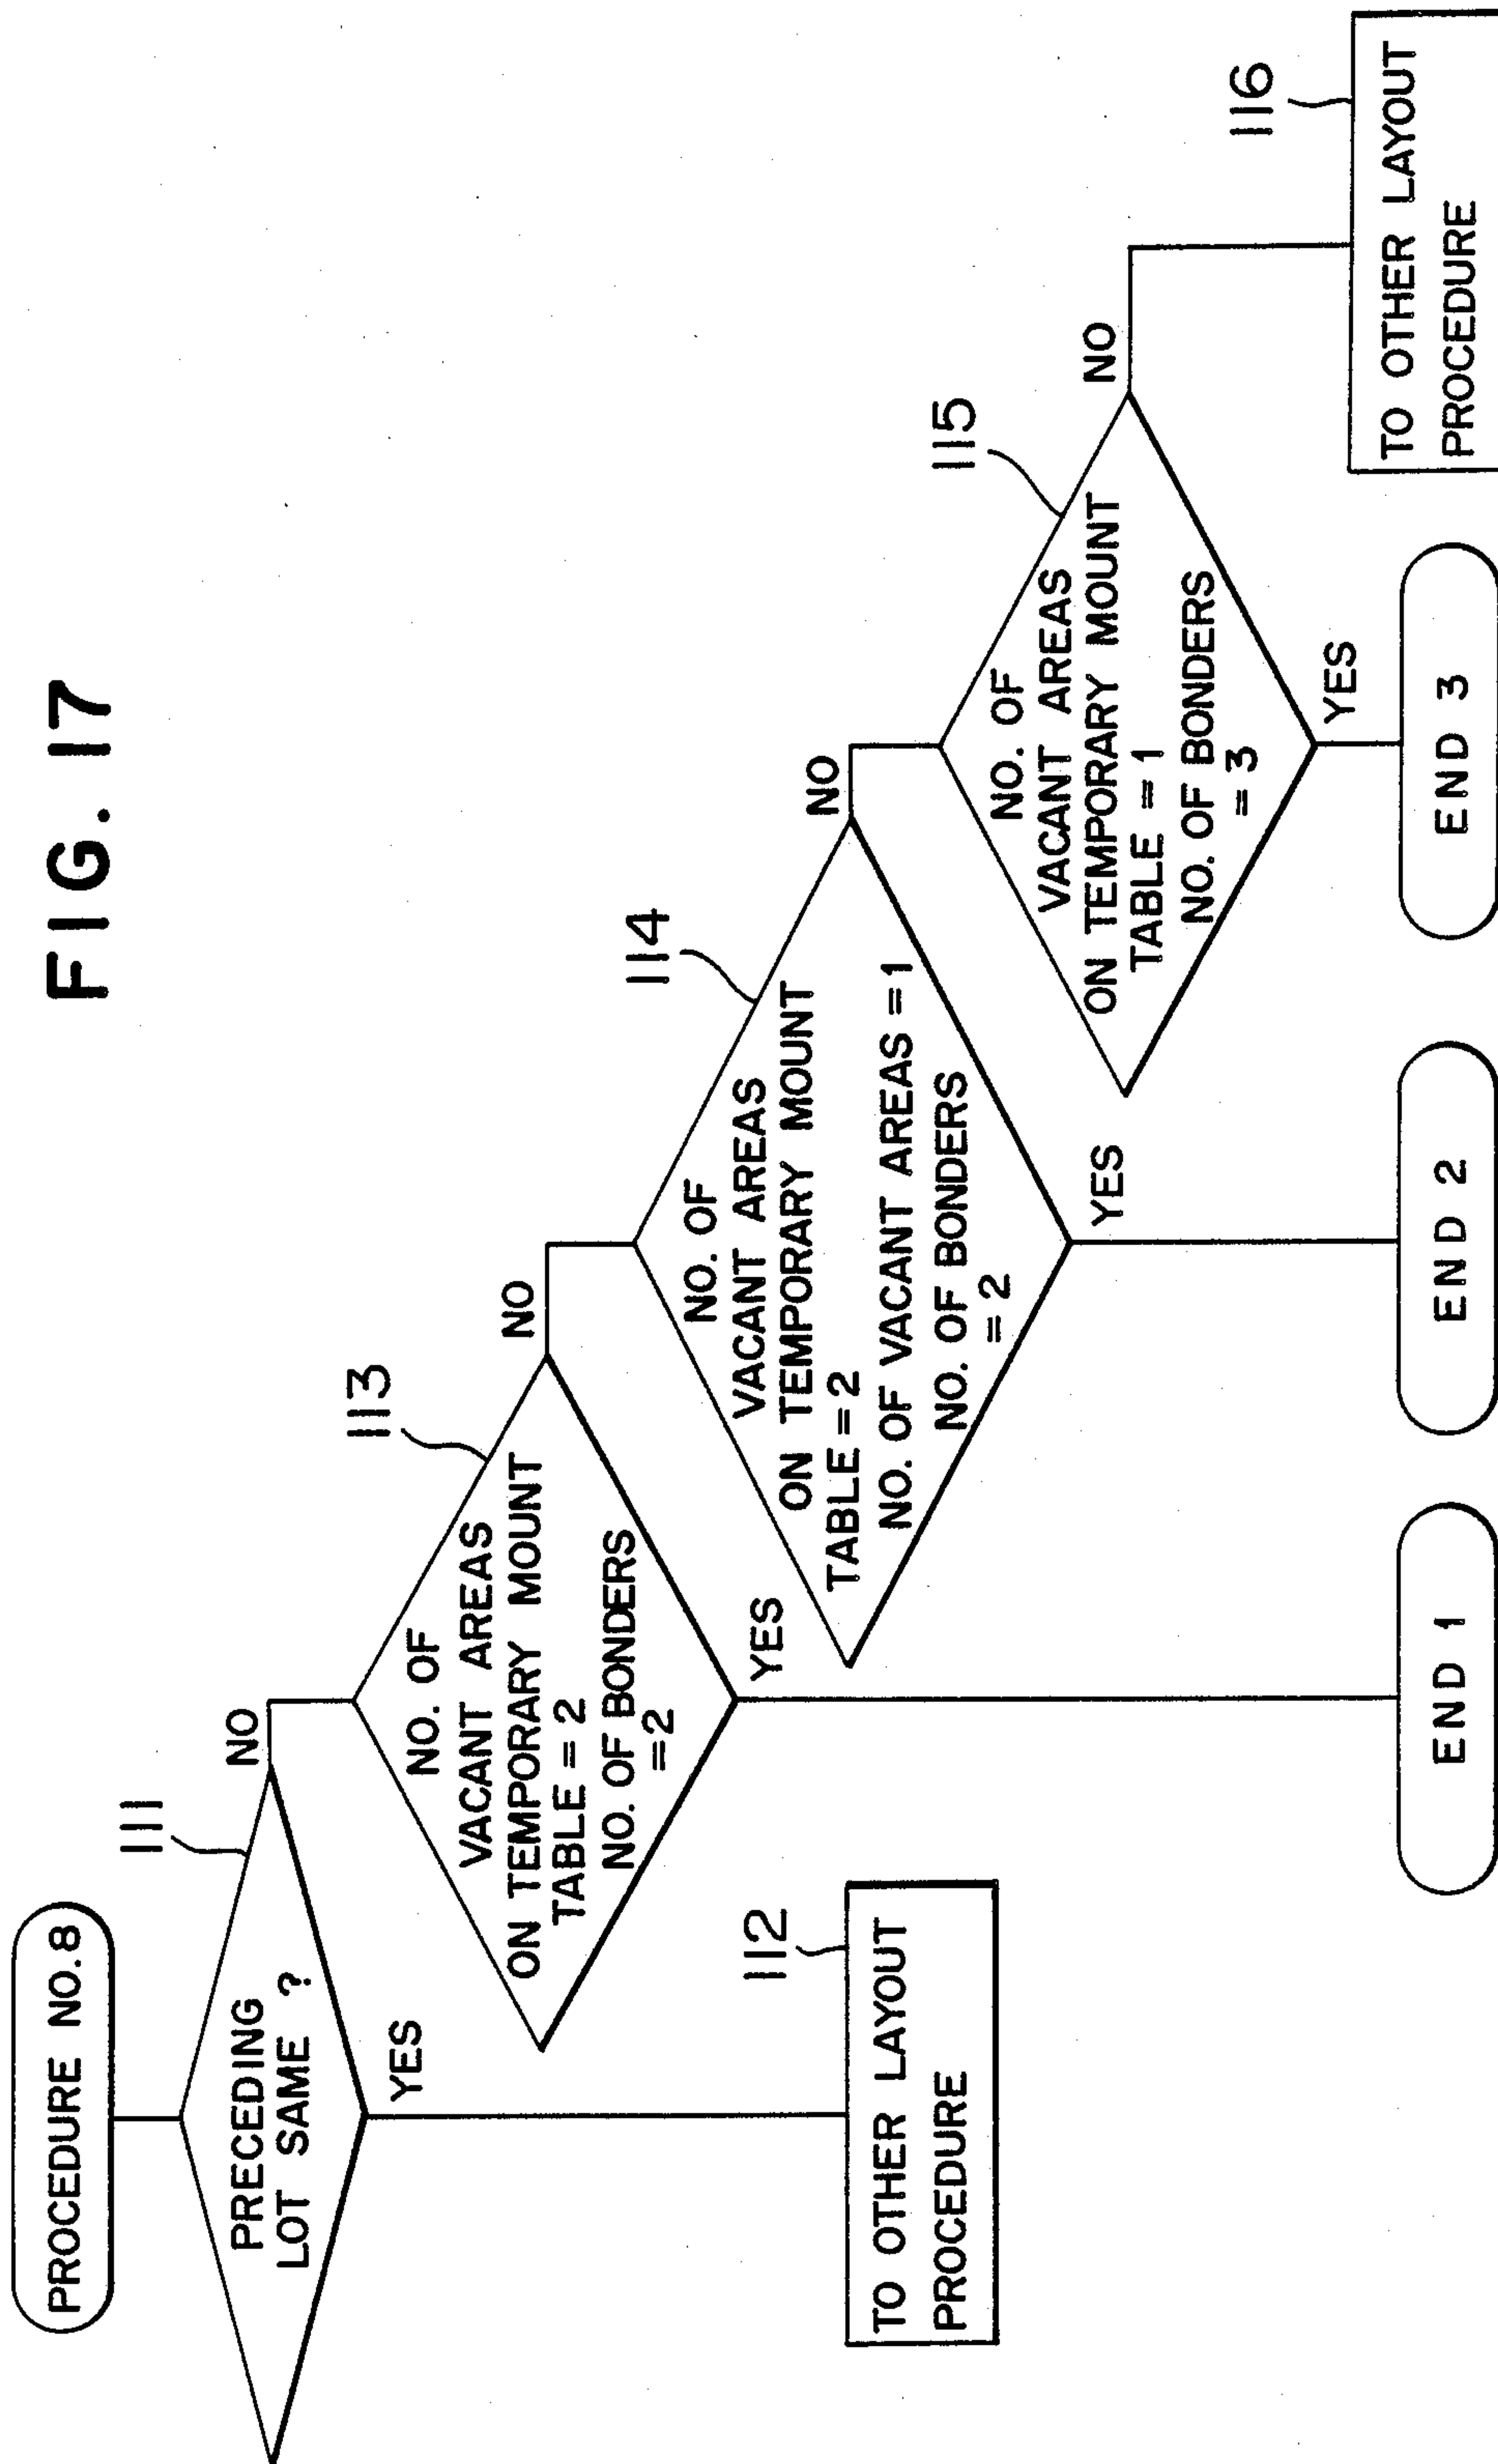 FIG. 17
PROCEDURE NO.8
111
PRECEDING
LOT SAME ?
NO
YES
112
TO OTHER LAYOUT
PROCEDURE
113
NO. OF
VACANT AREAS
ON TEMPORARY MOUNT
TABLE = 2
NO. OF BONDERS
=2
NO
YES
END 1
114
NO. OF
VACANT AREAS
ON TEMPORARY MOUNT
TABLE = 2
NO. OF VACANT AREAS = 1
NO. OF BONDERS
= 2
NO
YES
END 2
115
NO. OF
VACANT AREAS
ON TEMPORARY MOUNT
TABLE = 1
NO. OF BONDERS
= 3
NO
YES
END 3
116
TO OTHER LAYOUT
PROCEDURE